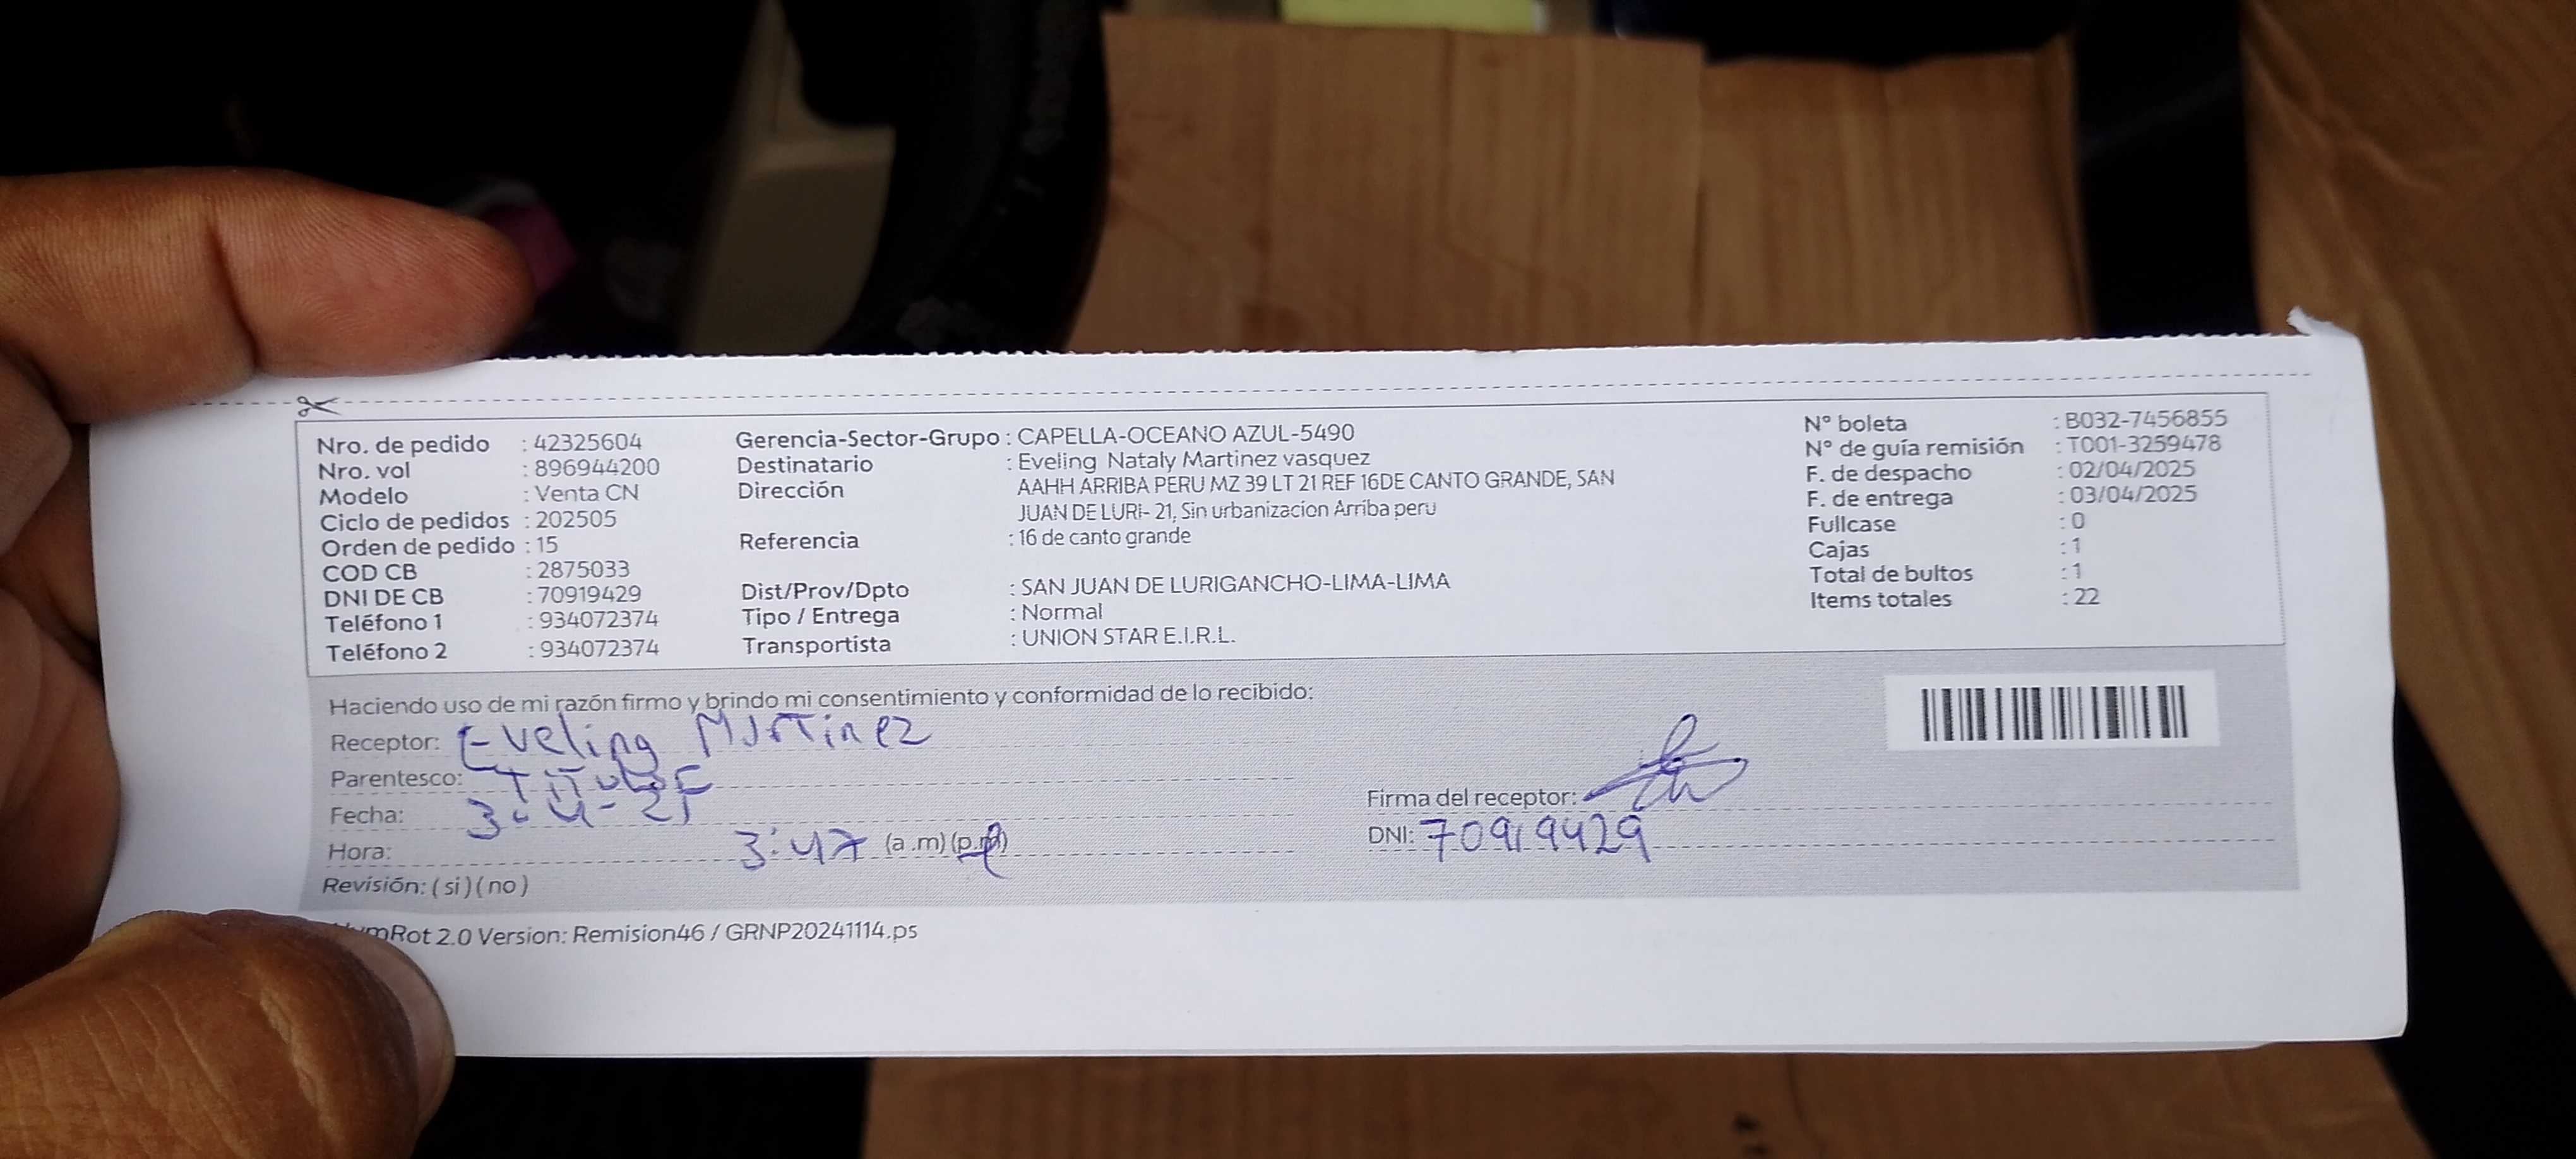 Nro. de pedido : 42325604
Nro. vol : 896944200
Modelo : Venta CN
Ciclo de pedidos : 202505
Orden de pedido : 15
COD CB : 2875033
DNI DE CB : 70919429
Teléfono 1 : 934072374
Teléfono 2 : 934072374
Gerencia-Sector-Grupo : CAPELLA-OCEANO AZUL-5490
Destinatario : Eveling Nataly Martinez vasquez
Dirección AAHH ARRIBA PERU MZ 39 LT 21 REF 16DE CANTO GRANDE, SAN
JUAN DE LURI- 21, Sin urbanizacion Arriba peru
Referencia : 16 de canto grande
Dist/Prov/Dpto : SAN JUAN DE LURIGANCHO-LIMA-LIMA
Tipo / Entrega : Normal
Transportista : UNION STAR E.I.R.L.
N° boleta : B032-7456855
N° de guía remisión : T001-3259478
F. de despacho : 02/04/2025
F. de entrega : 03/04/2025
Fullcase : 0
Cajas : 1
Total de bultos : 1
Items totales : 22
Haciendo uso de mi razón firmo y brindo mi consentimiento y conformidad de lo recibido:
Receptor: Eveling Martinez
Parentesco: Titular
Fecha: 3-4-25
Hora: 3:47 (a.m) (p.m)
Revisión: (si) (no)
Firma del receptor:
DNI: 70919429
mRot 2.0 Version: Remision46 / GRNP20241114.ps